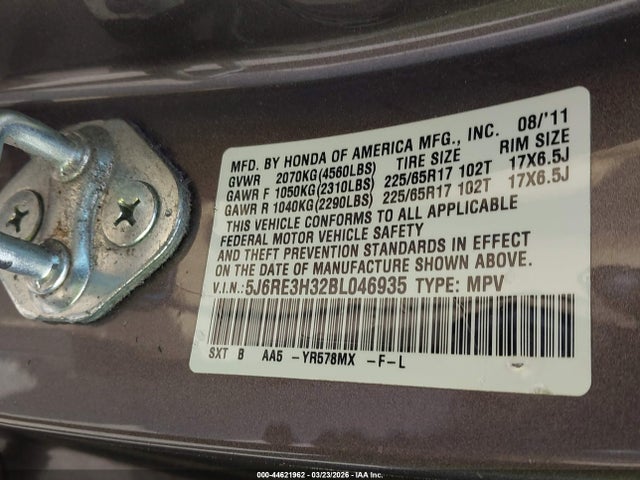 MFD. BY HONDA OF AMERICA MFG., INC. 08/'11
GVWR 2070KG(4560LBS) TIRE SIZE RIM SIZE
GAWR F 1050KG(2310LBS) 225/65R17 102T 17X6.5J
GAWR R 1040KG(2290LBS) 225/65R17 102T 17X6.5J
THIS VEHICLE CONFORMS TO ALL APPLICABLE
FEDERAL MOTOR VEHICLE SAFETY
AND THEFT PREVENTION STANDARDS IN EFFECT
ON THE DATE OF MANUFACTURE SHOWN ABOVE.
V.I.N.:5J6RE3H32BL046935 TYPE: MPV
SXT B AA5 -YR578MX -F-L
000-44621962 - 03/23/2026 - IAA Inc.